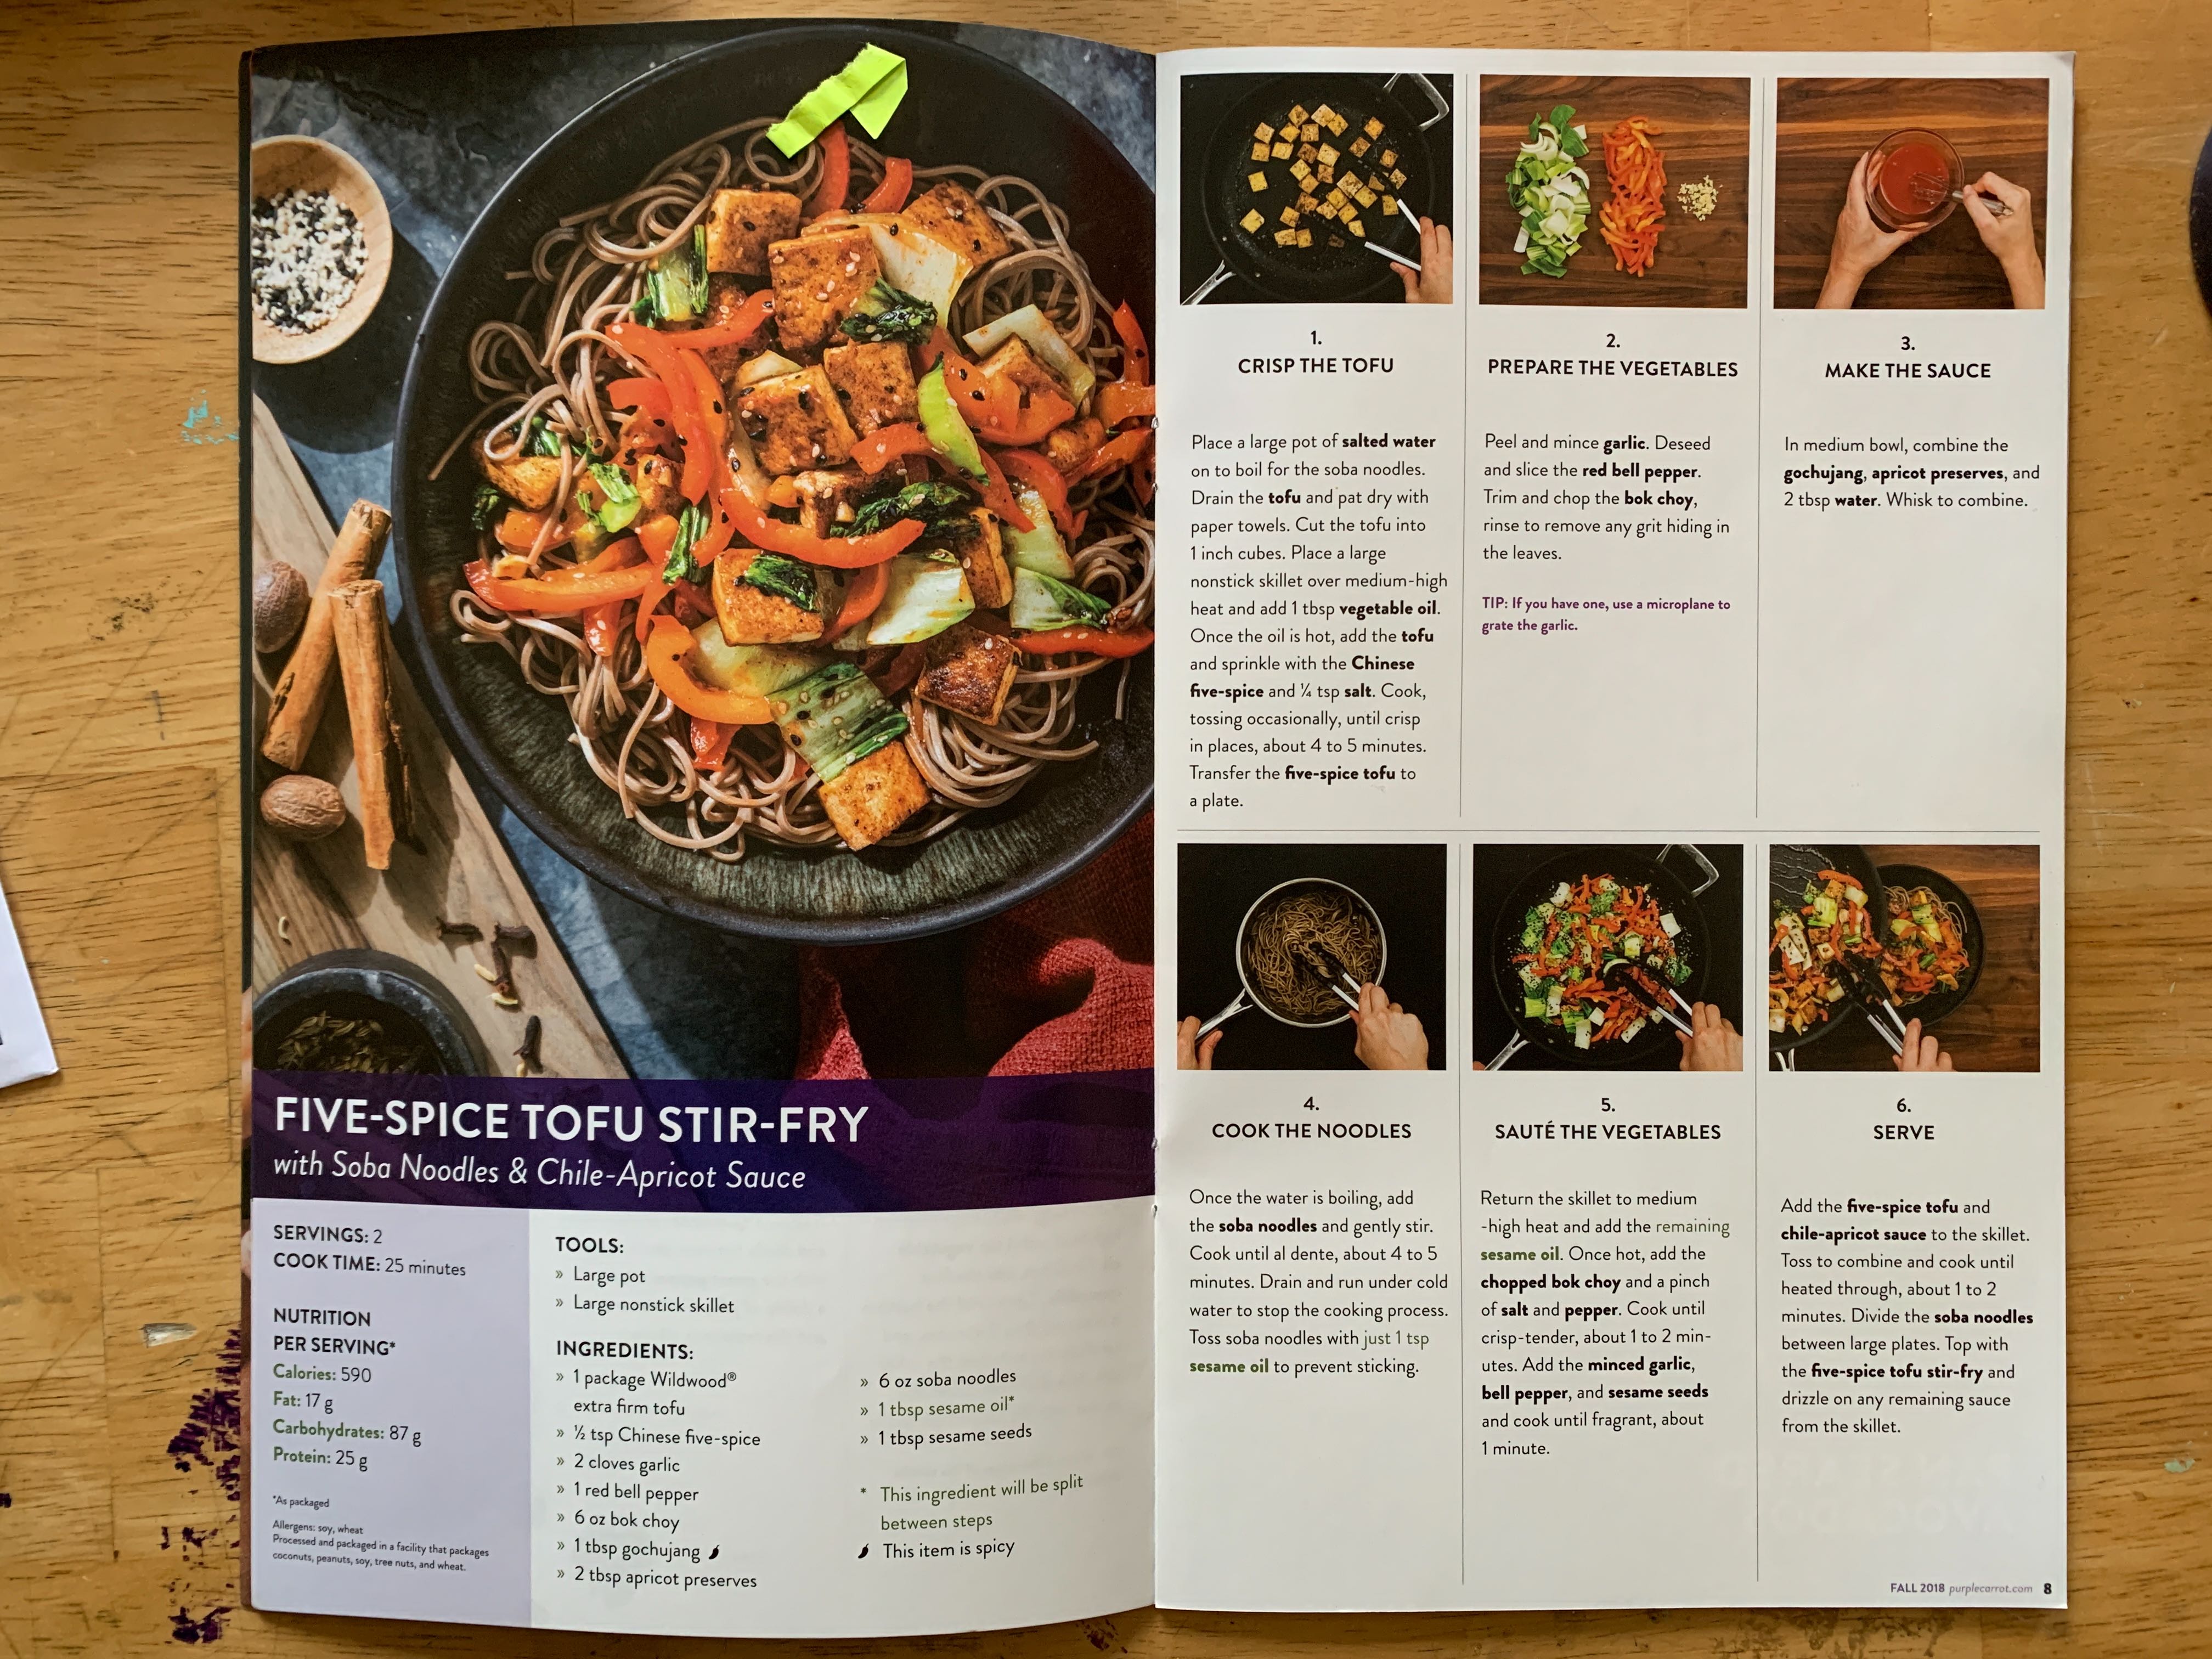 FIVE-SPICE TOFU STIR-FRY
with Soba Noodles & Chile-Apricot Sauce
SERVINGS: 2
COOK TIME: 25 minutes
NUTRITION
PER SERVING*
Calories: 590
Fat: 17 g
Carbohydrates: 87 g
Protein: 25 g
*As packaged
Allergens: soy, wheat
Processed and packaged in a facility that packages
coconuts, peanuts, soy, tree nuts, and wheat.
TOOLS:
» Large pot
» Large nonstick skillet
INGREDIENTS:
» 1 package Wildwood®
extra firm tofu
» ½ tsp Chinese five-spice
» 2 cloves garlic
» 1 red bell pepper
» 6 oz bok choy
» 1 tbsp gochujang
» 2 tbsp apricot preserves
» 6 oz soba noodles
» 1 tbsp sesame oil*
» 1 tbsp sesame seeds
* This ingredient will be split
between steps
This item is spicy
1.
CRISP THE TOFU
Place a large pot of salted water
on to boil for the soba noodles.
Drain the tofu and pat dry with
paper towels. Cut the tofu into
1 inch cubes. Place a large
nonstick skillet over medium-high
heat and add 1 tbsp vegetable oil.
Once the oil is hot, add the tofu
and sprinkle with the Chinese
five-spice and ¼ tsp salt. Cook,
tossing occasionally, until crisp
in places, about 4 to 5 minutes.
Transfer the five-spice tofu to
a plate.
2.
PREPARE THE VEGETABLES
Peel and mince garlic. Deseed
and slice the red bell pepper.
Trim and chop the bok choy,
rinse to remove any grit hiding in
the leaves.
TIP: If you have one, use a microplane to
grate the garlic.
3.
MAKE THE SAUCE
In medium bowl, combine the
gochujang, apricot preserves, and
2 tbsp water. Whisk to combine.
4.
COOK THE NOODLES
Once the water is boiling, add
the soba noodles and gently stir.
Cook until al dente, about 4 to 5
minutes. Drain and run under cold
water to stop the cooking process.
Toss soba noodles with just 1 tsp
sesame oil to prevent sticking.
5.
SAUTÉ THE VEGETABLES
Return the skillet to medium
-high heat and add the remaining
sesame oil. Once hot, add the
chopped bok choy and a pinch
of salt and pepper. Cook until
crisp-tender, about 1 to 2 min-
utes. Add the minced garlic,
bell pepper, and sesame seeds
and cook until fragrant, about
1 minute.
6.
SERVE
Add the five-spice tofu and
chile-apricot sauce to the skillet.
Toss to combine and cook until
heated through, about 1 to 2
minutes. Divide the soba noodles
between large plates. Top with
the five-spice tofu stir-fry and
drizzle on any remaining sauce
from the skillet.
FALL 2018 purplecarrot.com 8